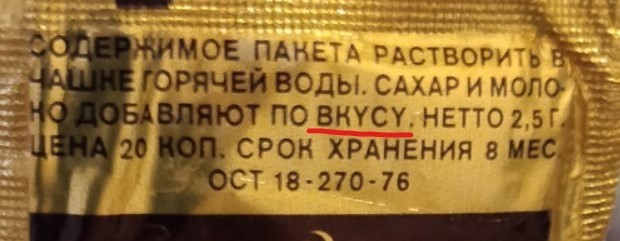 СОДЕРЖИМОЕ ПАКЕТА РАСТВОРИТЬ В
ЧАШКЕ ГОРЯЧЕЙ ВОДЫ. САХАР И МОЛО-
КО ДОБАВЛЯЮТ ПО ВКУСУ. НЕТТО 2,5 Г.
ЦЕНА 20 КОП. СРОК ХРАНЕНИЯ 8 МЕС.
ОСТ 18-270-76